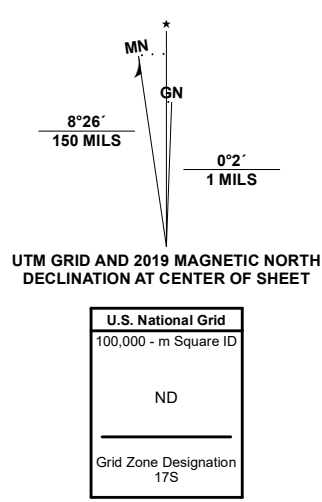 ★
MN
GN
8°26´
150 MILS
0°2´
1 MILS
UTM GRID AND 2019 MAGNETIC NORTH
DECLINATION AT CENTER OF SHEET
U.S. National Grid
100,000 - m Square ID
ND
Grid Zone Designation
17S